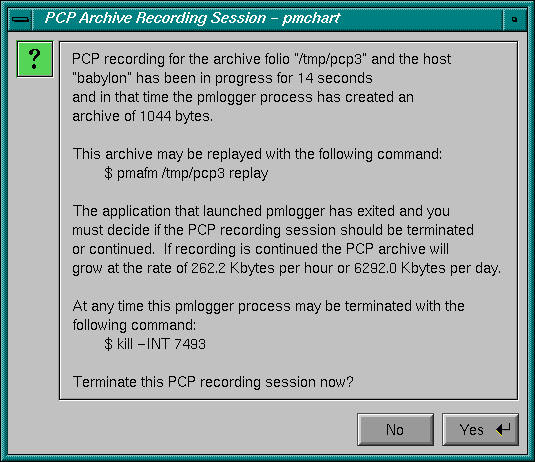 PCP Archive Recording Session - pmchart
?
PCP recording for the archive folio "/tmp/pcp3" and the host
"babylon" has been in progress for 14 seconds
and in that time the pmlogger process has created an
archive of 1044 bytes.
This archive may be replayed with the following command:
$ pmafm /tmp/pcp3 replay
The application that launched pmlogger has exited and you
must decide if the PCP recording session should be terminated
or continued.  If recording is continued the PCP archive will
grow at the rate of 262.2 Kbytes per hour or 6292.0 Kbytes per day.
At any time this pmlogger process may be terminated with the
following command:
$ kill -INT 7493
Terminate this PCP recording session now?
No
Yes